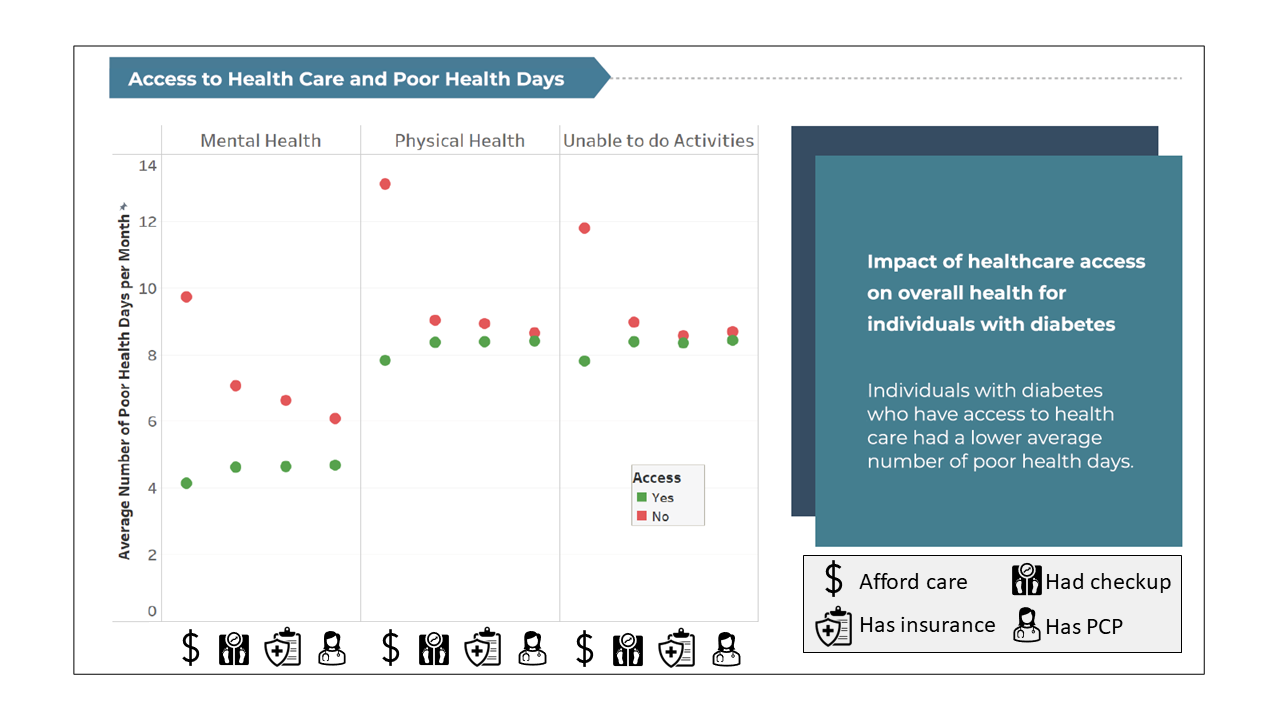 Access to Health Care and Poor Health Days
Mental Health
Physical Health
Unable to do Activities
Average Number of Poor Health Days per Month
14
12
10
8
6
4
2
0
Access
Yes
No
Impact of healthcare access
on overall health for
individuals with diabetes
Individuals with diabetes
who have access to health
care had a lower average
number of poor health days.
$ Afford care
Had checkup
Has insurance
Has PCP
$
$
$